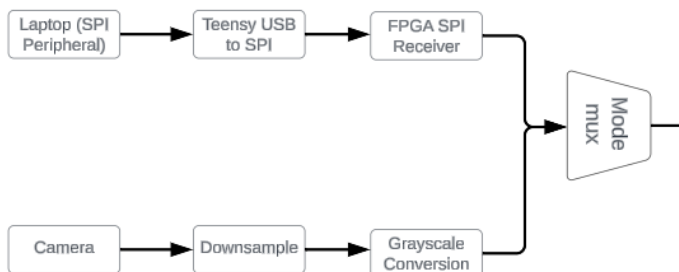 Laptop (SPI
Peripheral)
Teensy USB
to SPI
FPGA SPI
Receiver
Mode
mux
Camera
Downsample
Grayscale
Conversion